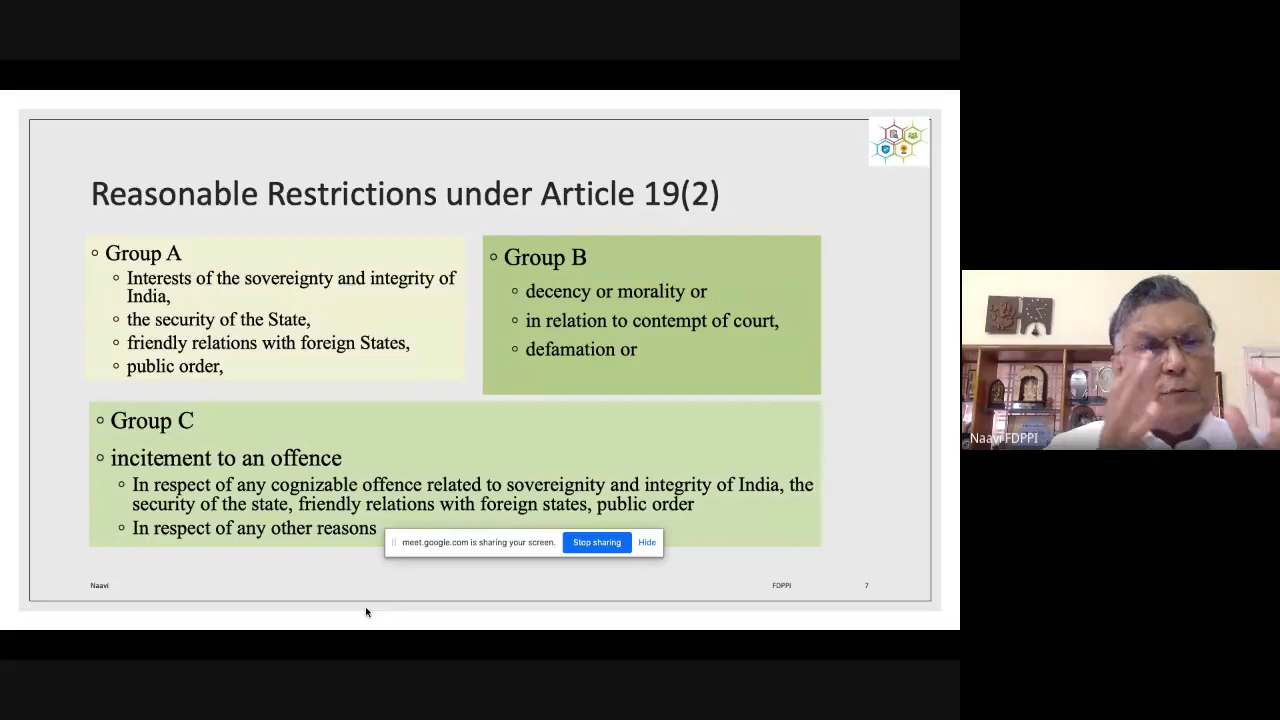 Reasonable Restrictions under Article 19(2)
Group A
Interests of the sovereignty and integrity of
India,
the security of the State,
friendly relations with foreign States,
public order,
Group B
decency or morality or
in relation to contempt of court,
defamation or
Group C
incitement to an offence
In respect of any cognizable offence related to sovereignity and integrity of India, the
security of the state, friendly relations with foreign states, public order
In respect of any other reasons
meet.google.com is sharing your screen. Stop sharing Hide
Naavi FDPPI 7
Naavi FDPPI